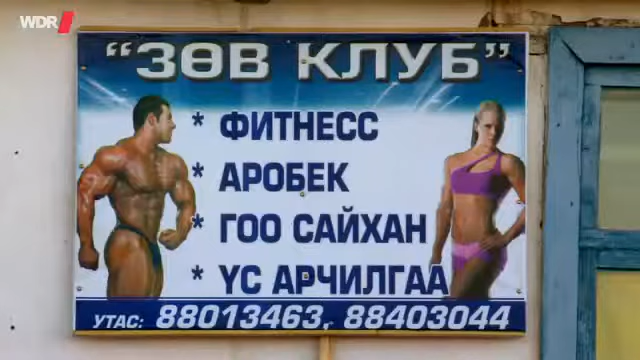 WDR
“ЗӨВ КЛУБ”
* ФИТНЕСС
* АРОБЕК
* ГОО САЙХАН
* ҮС АРЧИЛГАА
УТАС: 88013463, 88403044